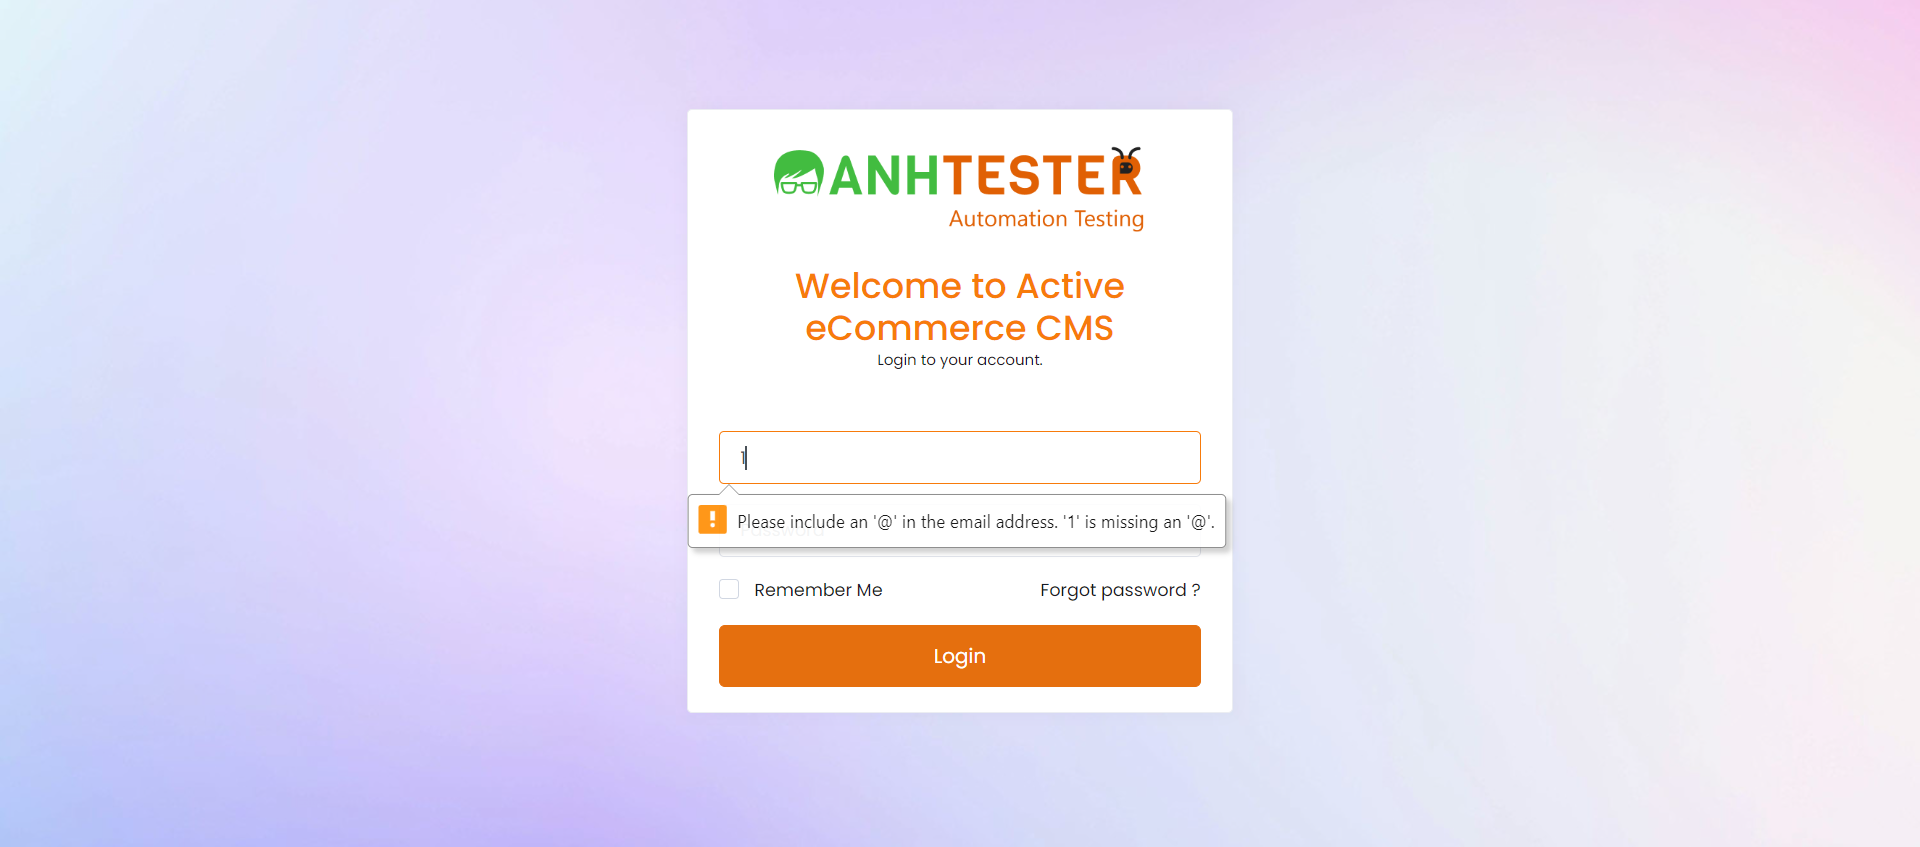 ANHTESTER
Automation Testing
Welcome to Active
eCommerce CMS
Login to your account.
1
Please include an '@' in the email address. '1' is missing an '@'.
Password
Remember Me
Forgot password ?
Login